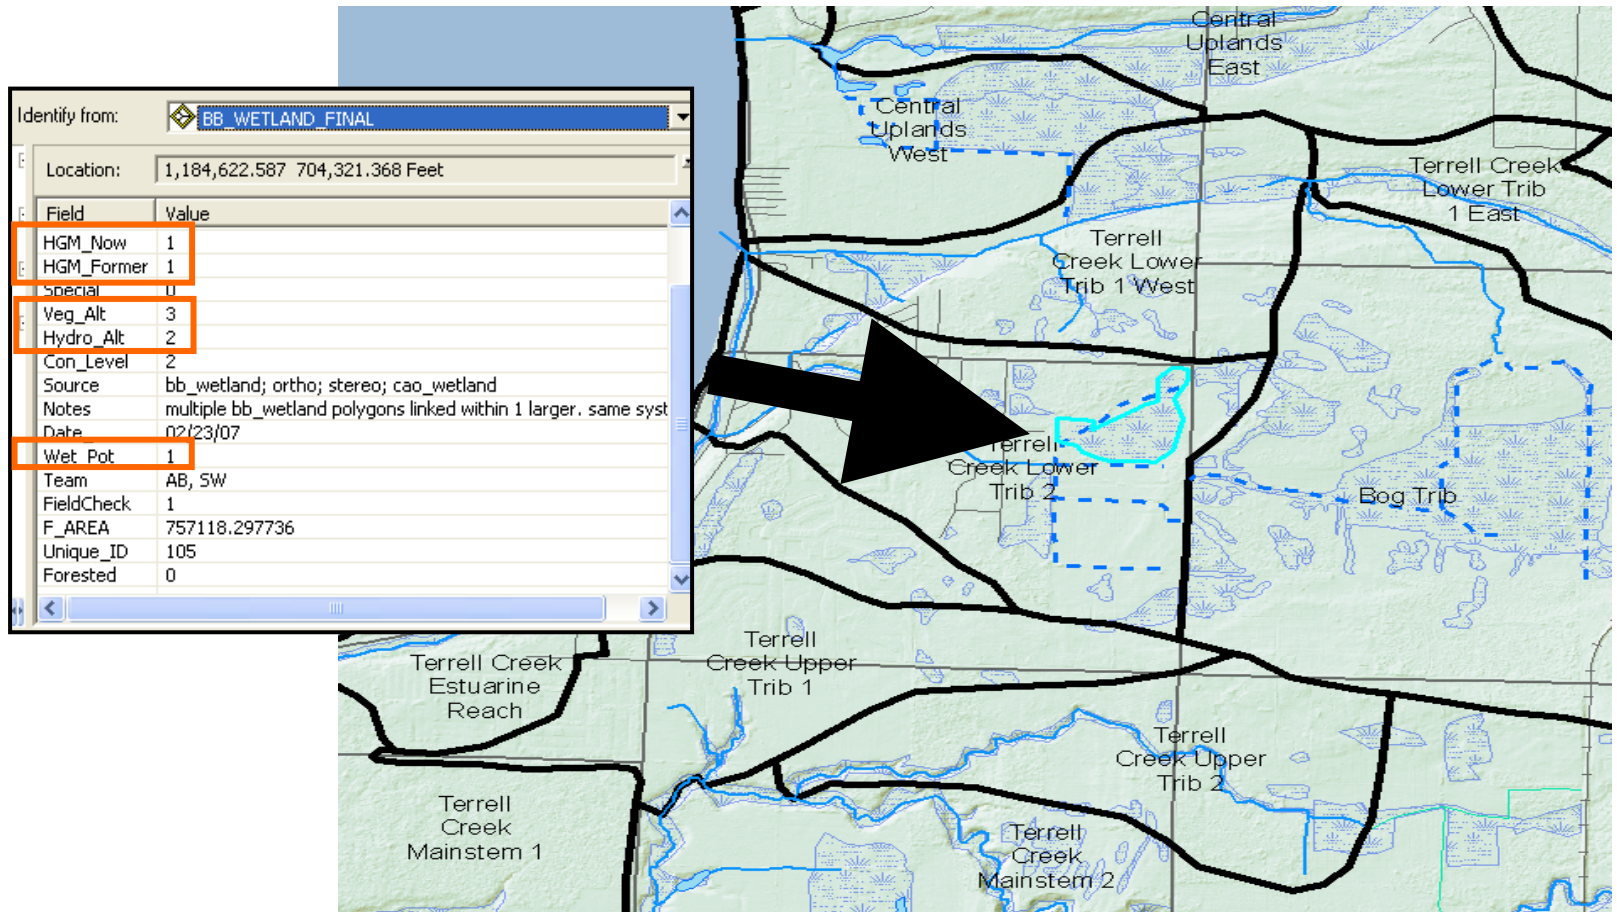 Identify from:
BB_WETLAND_FINAL
Location:
1,184,622.587 704,321.368 Feet
Field Value
HGM_Now 1
HGM_Former 1
Special 0
Veg_Alt 3
Hydro_Alt 2
Con_Level 2
Source bb_wetland; ortho; stereo; cao_wetland
Notes multiple bb_wetland polygons linked within 1 larger. same syst
Date_ 02/23/07
Wet_Pot 1
Team AB, SW
FieldCheck 1
F_AREA 757118.297736
Unique_ID 105
Forested 0
Central
Uplands
East
Central
Uplands
West
Terrell Creek
Lower Trib
1 East
Terrell
Creek Lower
Trib 1 West
Terrell
Creek Lower
Trib 2
Bog Trib
Terrell
Creek Upper
Trib 1
Terrell Creek
Estuarine
Reach
Terrell
Creek Upper
Trib 2
Terrell
Creek
Mainstem 1
Terrell
Creek
Mainstem 2